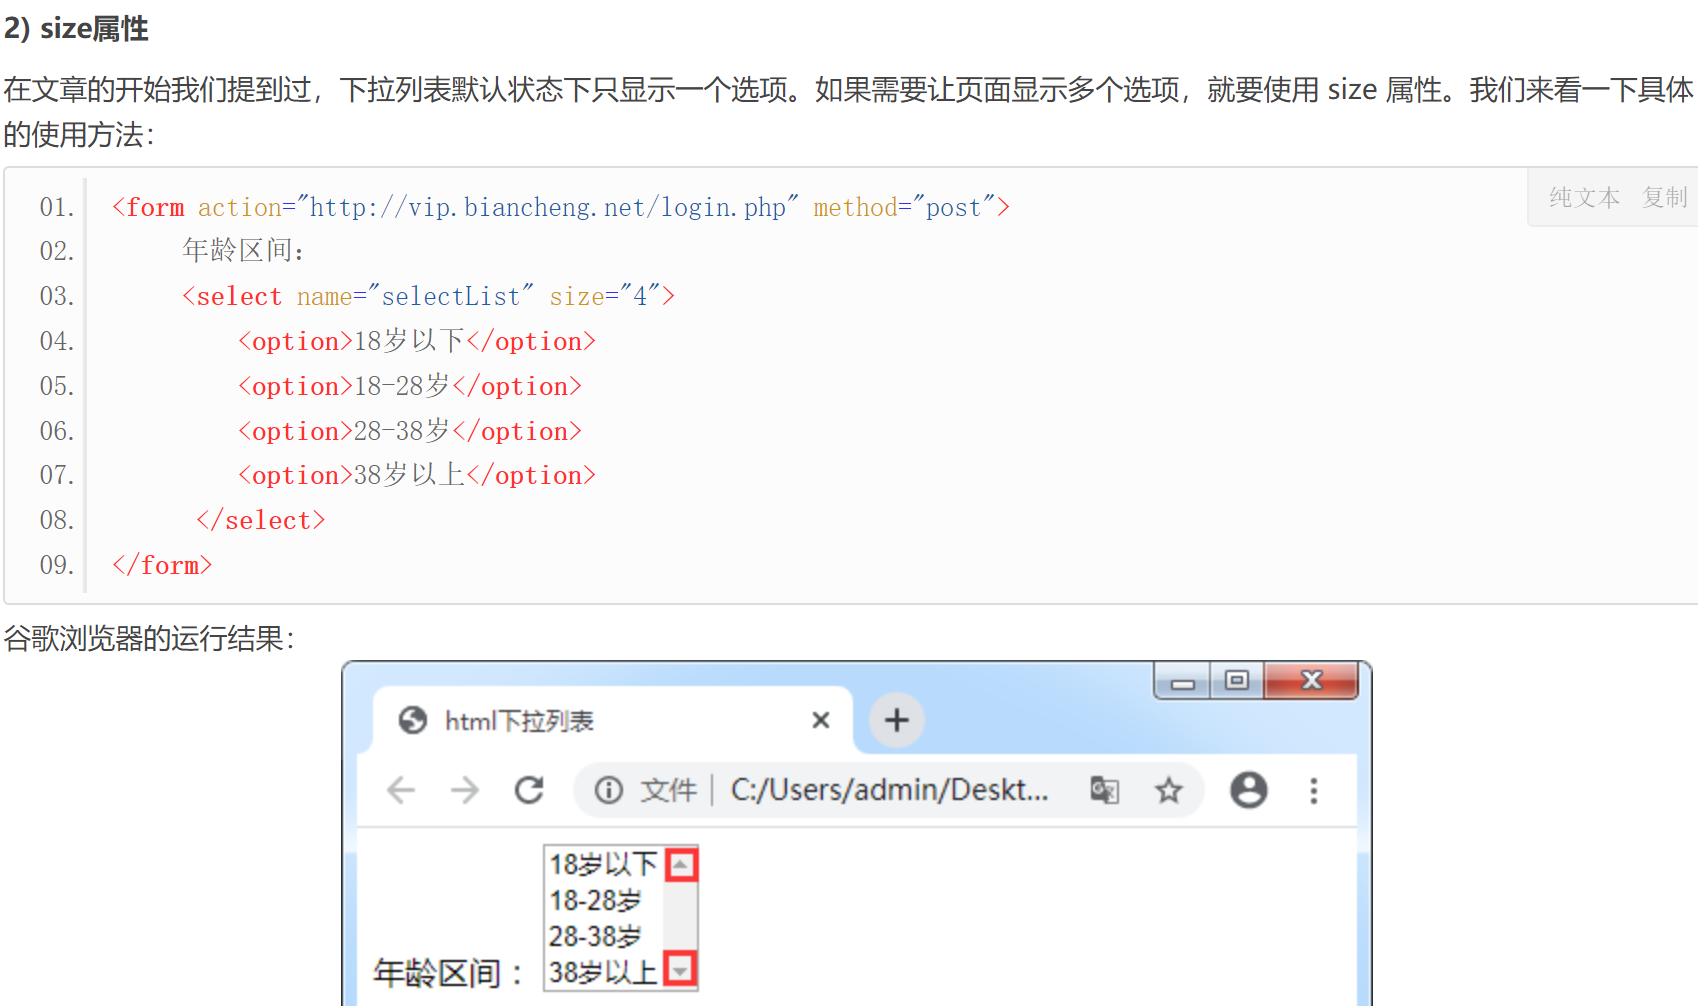 2) size属性
在文章的开始我们提到过，下拉列表默认状态下只显示一个选项。如果需要让页面显示多个选项，就要使用 size 属性。我们来看一下具体
的使用方法：
纯文本 复制
01. <form action="http://vip.biancheng.net/login.php" method="post">
02. 年龄区间：
03. <select name="selectList" size="4">
04. <option>18岁以下</option>
05. <option>18-28岁</option>
06. <option>28-38岁</option>
07. <option>38岁以上</option>
08. </select>
09. </form>
谷歌浏览器的运行结果：
html下拉列表
文件 | C:/Users/admin/Deskt...
18岁以下
18-28岁
28-38岁
年龄区间： 38岁以上